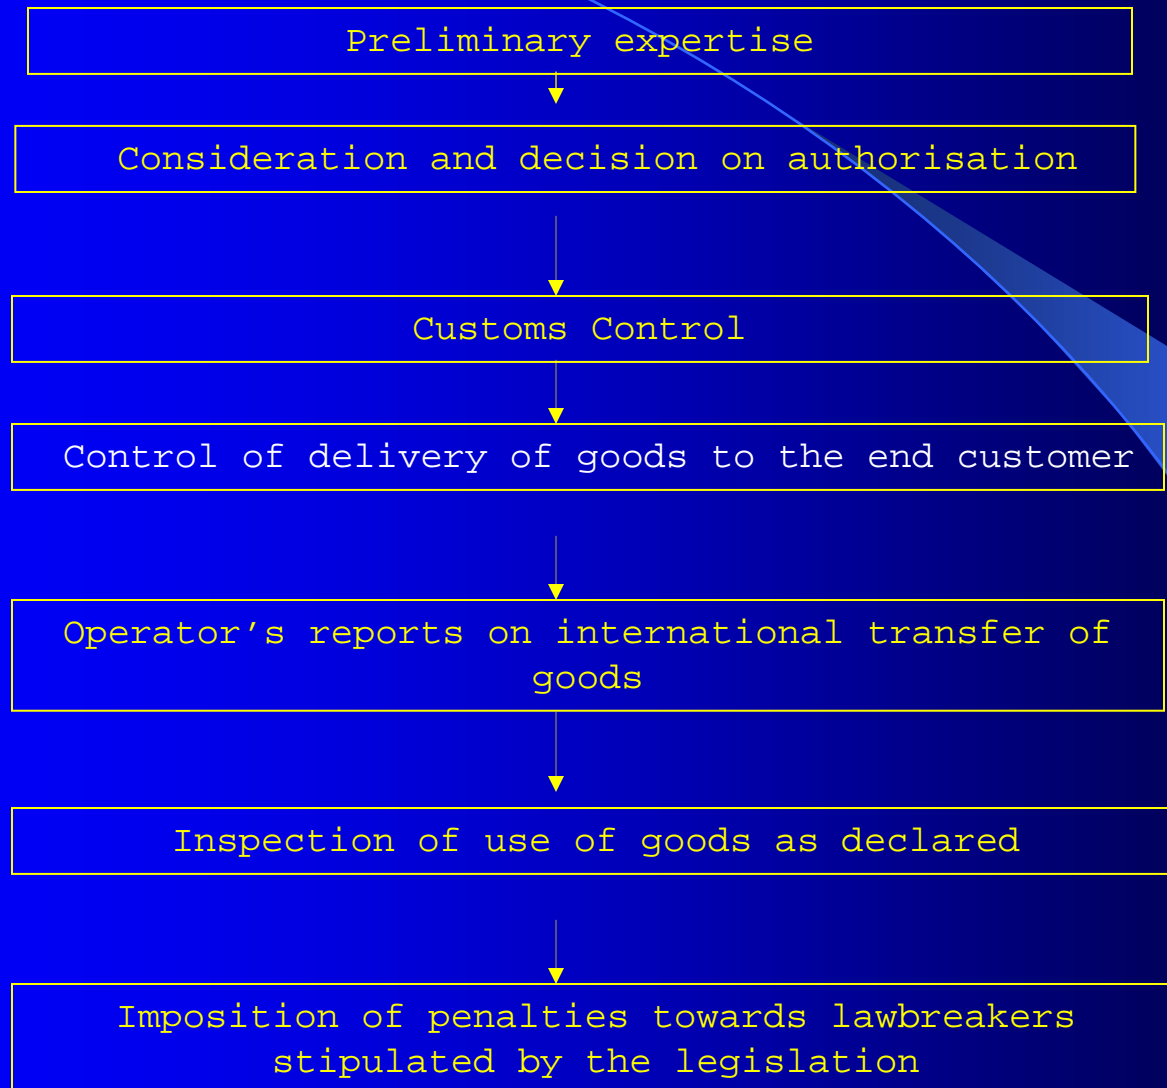 Preliminary expertise
Consideration and decision on authorisation
Customs Control
Control of delivery of goods to the end customer
Operator’s reports on international transfer of
goods
Inspection of use of goods as declared
Imposition of penalties towards lawbreakers
stipulated by the legislation